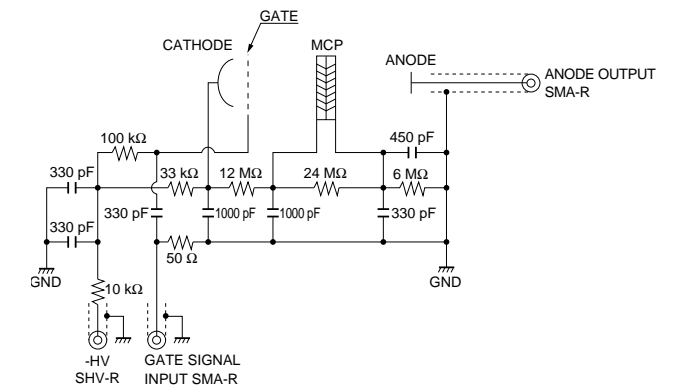 GATE
CATHODE
MCP
ANODE
ANODE OUTPUT
SMA-R
100 kΩ
450 pF
330 pF
33 kΩ
12 MΩ
24 MΩ
6 MΩ
330 pF
1000 pF
1000 pF
330 pF
330 pF
50 Ω
GND
GND
10 kΩ
-HV
SHV-R
GATE SIGNAL
INPUT SMA-R